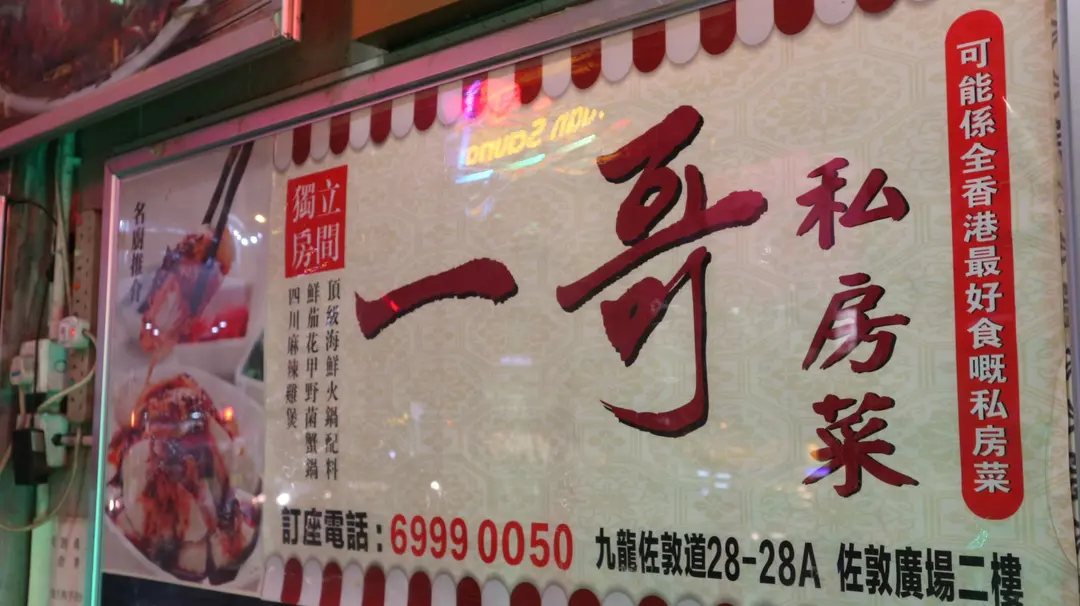 可能係全香港最好食嘅私房菜
一哥
私房菜
獨立
房間
頂級海鮮火鍋配料
鮮茄花甲野菌蟹鍋
四川麻辣雞煲
名廚推介
訂座電話：6999 0050
九龍佐敦道28-28A 佐敦廣場二樓
Sauna